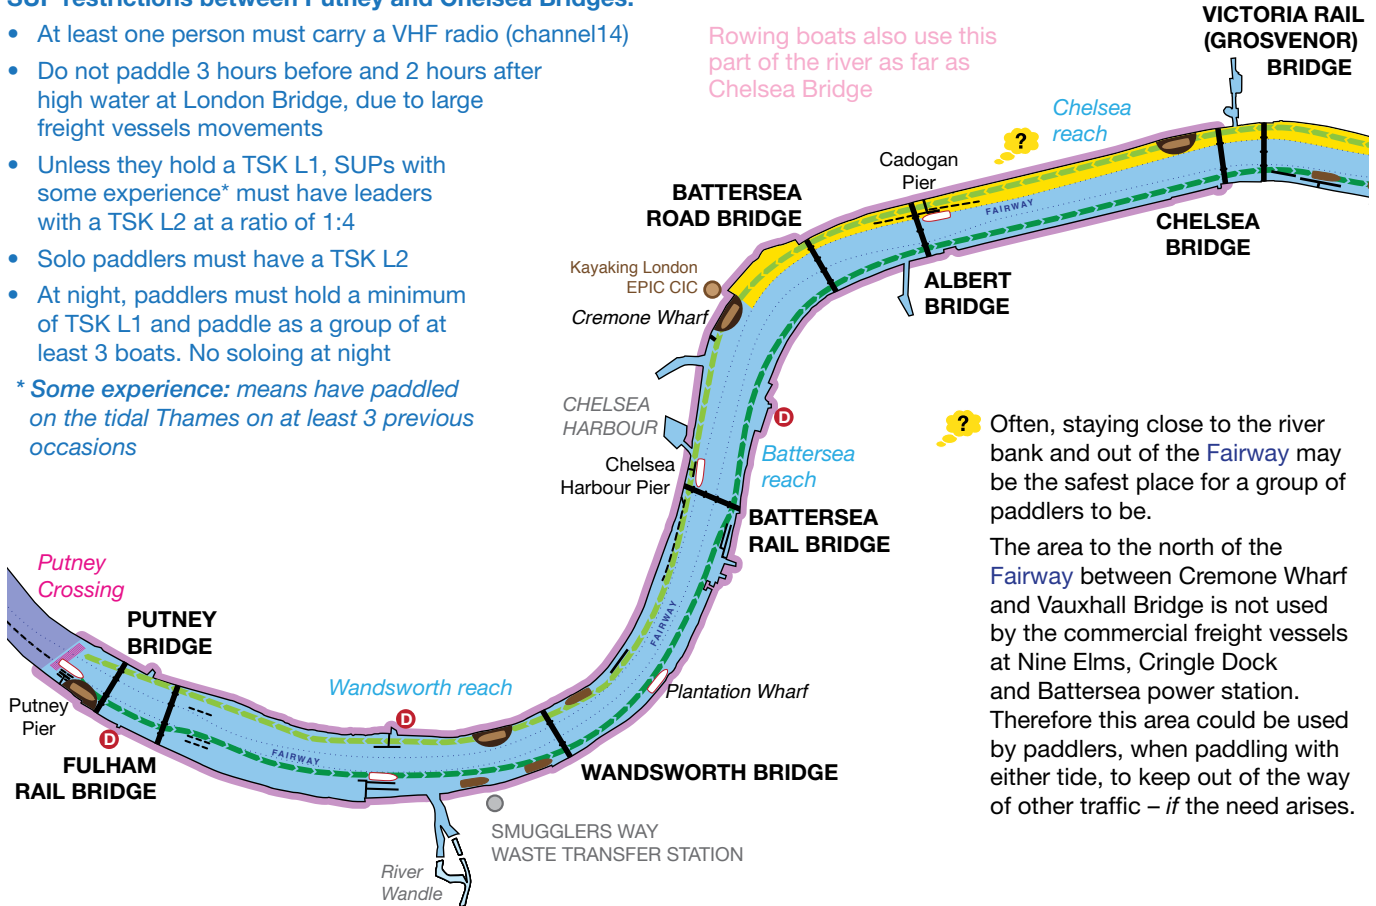 SUP restrictions between Putney and Chelsea Bridges:
• At least one person must carry a VHF radio (channel14)
• Do not paddle 3 hours before and 2 hours after
high water at London Bridge, due to large
freight vessels movements
• Unless they hold a TSK L1, SUPs with
some experience* must have leaders
with a TSK L2 at a ratio of 1:4
• Solo paddlers must have a TSK L2
• At night, paddlers must hold a minimum
of TSK L1 and paddle as a group of at
least 3 boats. No soloing at night
* Some experience: means have paddled
on the tidal Thames on at least 3 previous
occasions
Rowing boats also use this
part of the river as far as
Chelsea Bridge
VICTORIA RAIL
(GROSVENOR)
BRIDGE
Chelsea
reach
?
Cadogan
Pier
FAIRWAY
BATTERSEA
ROAD BRIDGE
CHELSEA
BRIDGE
ALBERT
BRIDGE
Kayaking London
EPIC CIC
Cremone Wharf
CHELSEA
HARBOUR
D
Battersea
reach
Chelsea
Harbour Pier
BATTERSEA
RAIL BRIDGE
? Often, staying close to the river
bank and out of the Fairway may
be the safest place for a group of
paddlers to be.
The area to the north of the
Fairway between Cremone Wharf
and Vauxhall Bridge is not used
by the commercial freight vessels
at Nine Elms, Cringle Dock
and Battersea power station.
Therefore this area could be used
by paddlers, when paddling with
either tide, to keep out of the way
of other traffic – if the need arises.
Putney
Crossing
PUTNEY
BRIDGE
FAIRWAY
Wandsworth reach
Plantation Wharf
Putney
Pier
D
D
FULHAM
RAIL BRIDGE
FAIRWAY
WANDSWORTH BRIDGE
SMUGGLERS WAY
WASTE TRANSFER STATION
River
Wandle